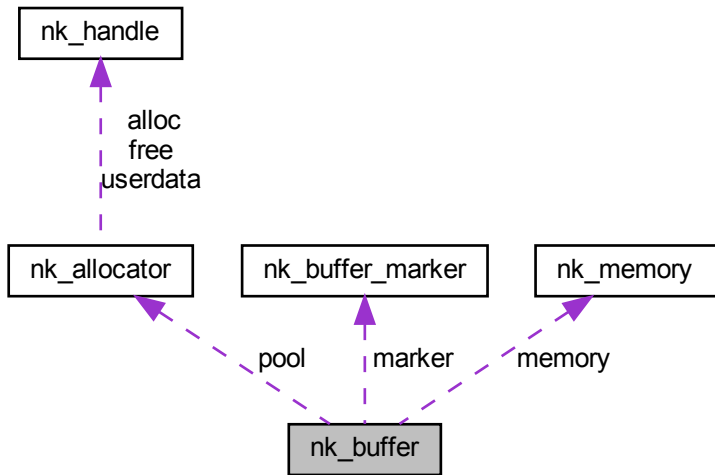 nk_handle
alloc
free
userdata
nk_allocator
nk_buffer_marker
nk_memory
pool
marker
memory
nk_buffer